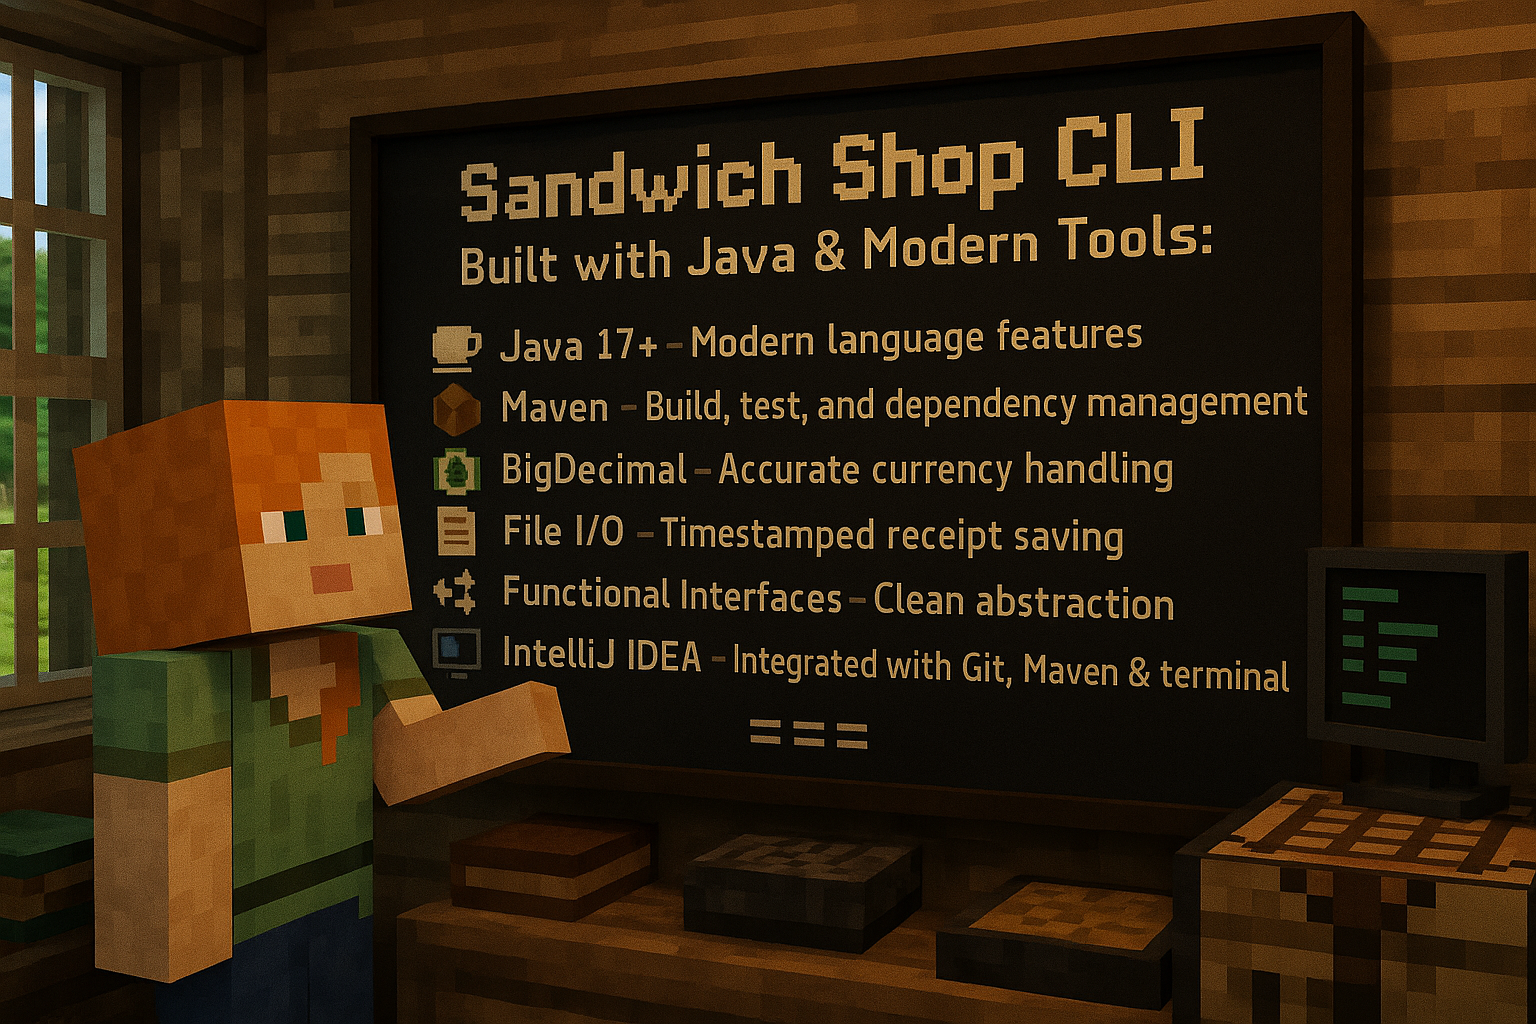 Sandwich Shop CLI
Built with Java & Modern Tools:
Java 17+ – Modern language features
Maven – Build, test, and dependency management
BigDecimal – Accurate currency handling
File I/O – Timestamped receipt saving
Functional Interfaces – Clean abstraction
IntelliJ IDEA – Integrated with Git, Maven & terminal
===